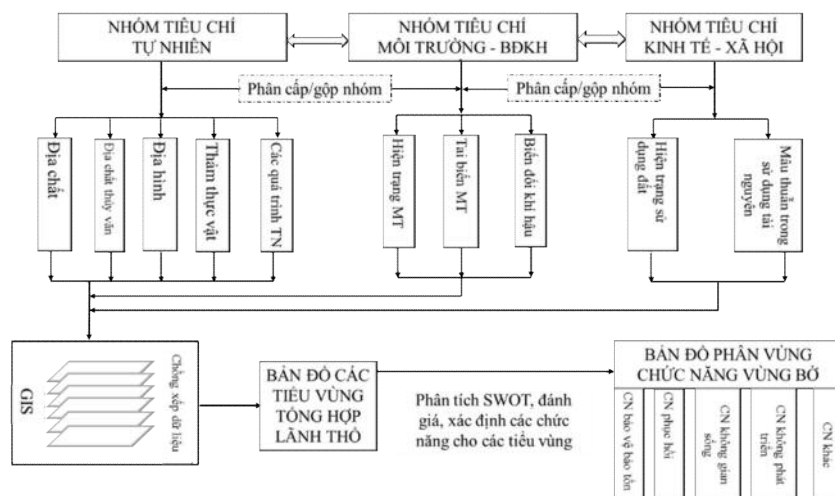 NHÓM TIÊU CHÍ
TỰ NHIÊN
NHÓM TIÊU CHÍ
MÔI TRƯỜNG - BĐKH
NHÓM TIÊU CHÍ
KINH TẾ - XÃ HỘI
Phân cấp/gộp nhóm
Phân cấp/gộp nhóm
Địa chất
Địa chất thủy văn
Địa hình
Thảm thực vật
Các quá trình TN
Hiện trạng MT
Tai biến MT
Biến đổi khí hậu
Hiện trạng sử
dụng đất
Mâu thuẫn trong
sử dụng tài
nguyên
GIS
Chồng xếp dữ liệu
BẢN ĐỒ CÁC
TIỂU VÙNG
TỔNG HỢP
LÃNH THỔ
Phân tích SWOT, đánh
giá, xác định các chức
năng cho các tiểu vùng
BẢN ĐỒ PHÂN VÙNG
CHỨC NĂNG VÙNG BỜ
CN bảo vệ bảo tồn
CN phục hồi
CN không gian
sống
CN không phát
triển
CN khác